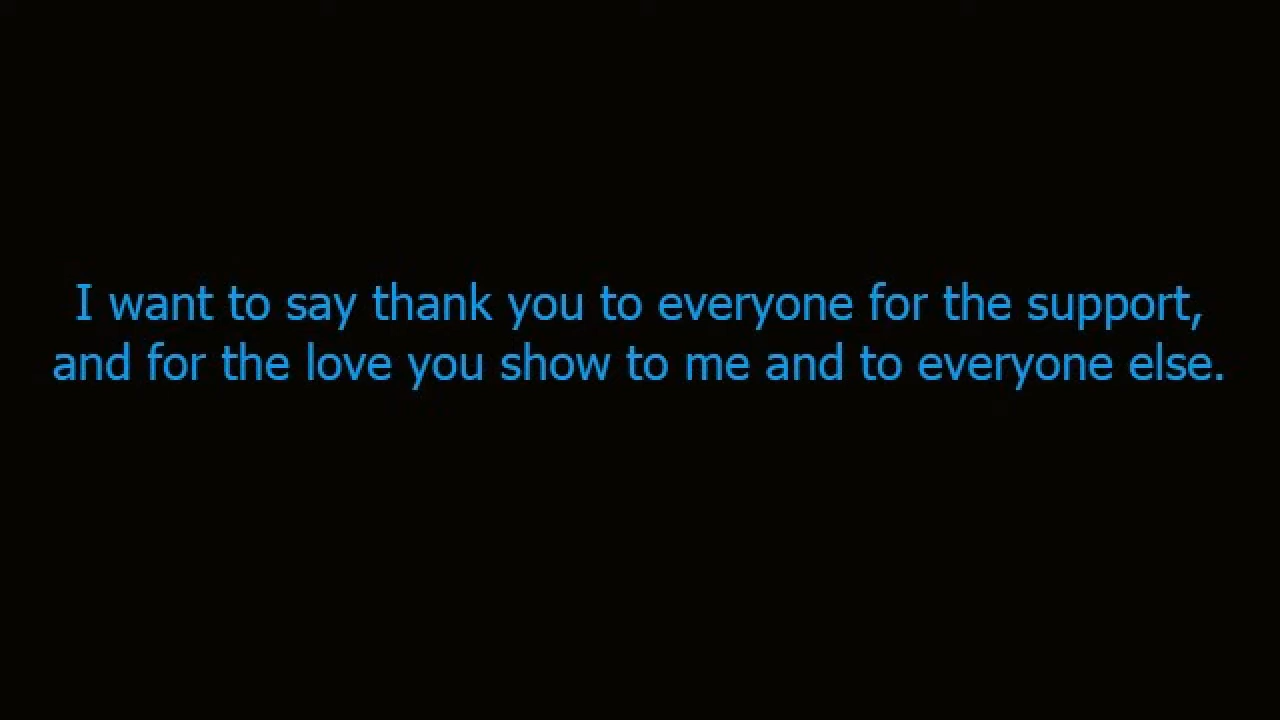 I want to say thank you to everyone for the support,
and for the love you show to me and to everyone else.